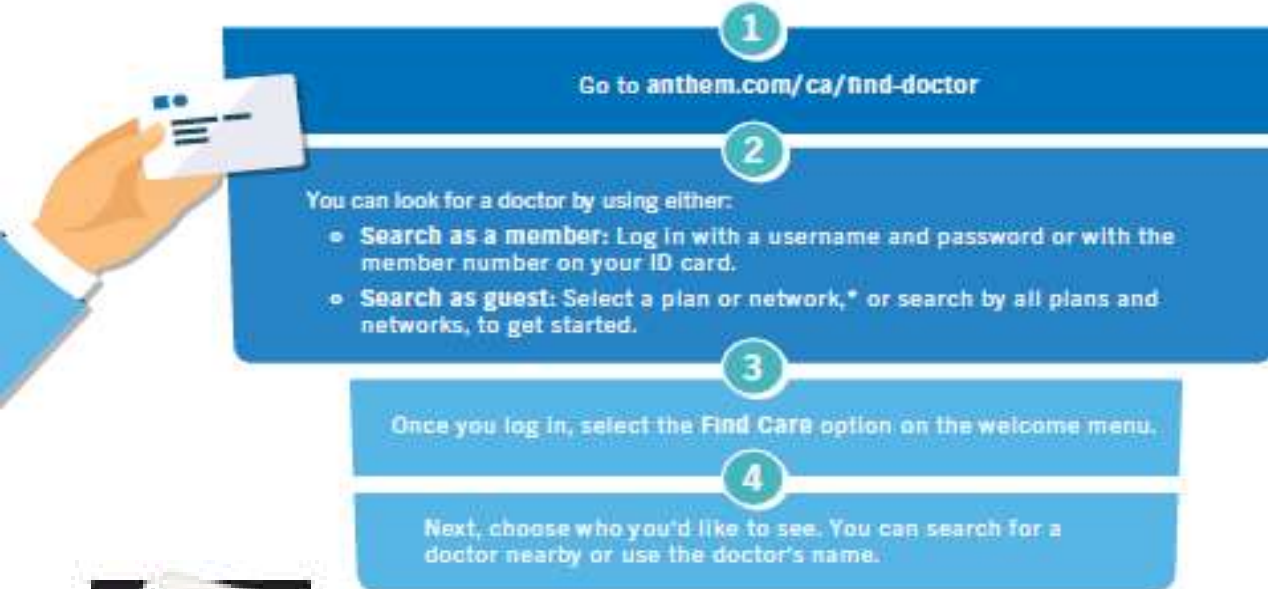 1
Go to anthem.com/ca/find-doctor
2
You can look for a doctor by using either:
Search as a member: Log in with a username and password or with the
member number on your ID card.
Search as guest: Select a plan or network,* or search by all plans and
networks, to get started.
3
Once you log in, select the Find Care option on the welcome menu.
4
Next, choose who you'd like to see. You can search for a
doctor nearby or use the doctor's name.